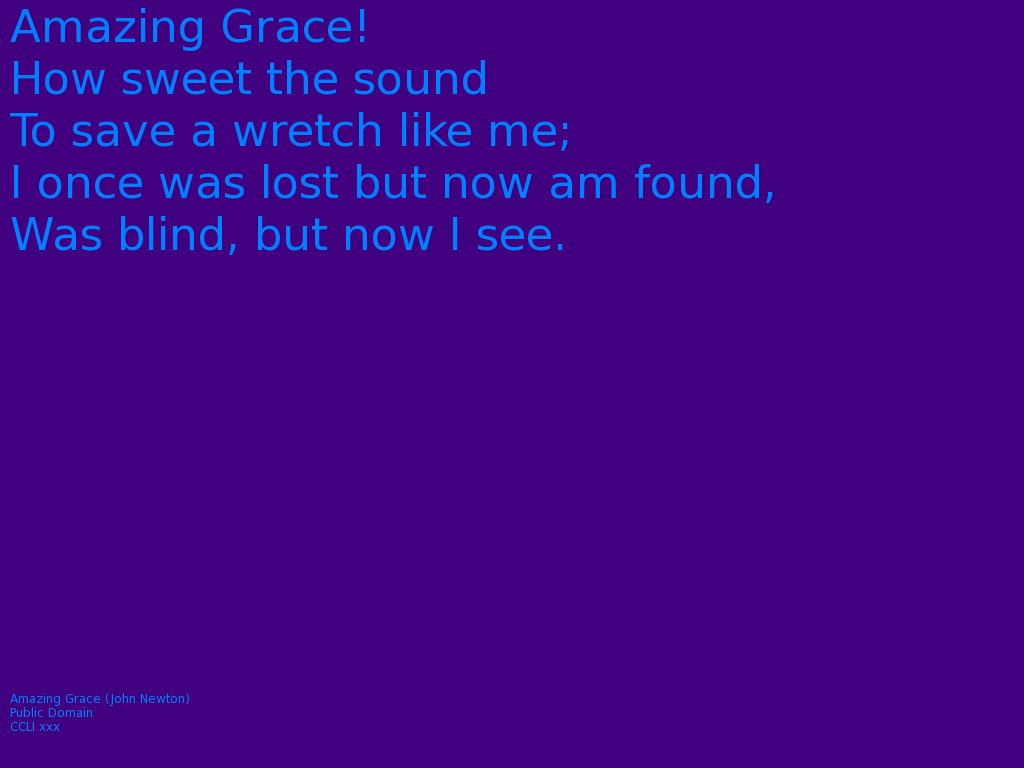 Amazing Grace!
How sweet the sound
To save a wretch like me;
I once was lost but now am found,
Was blind, but now I see.
Amazing Grace (John Newton)
Public Domain
CCLI xxx